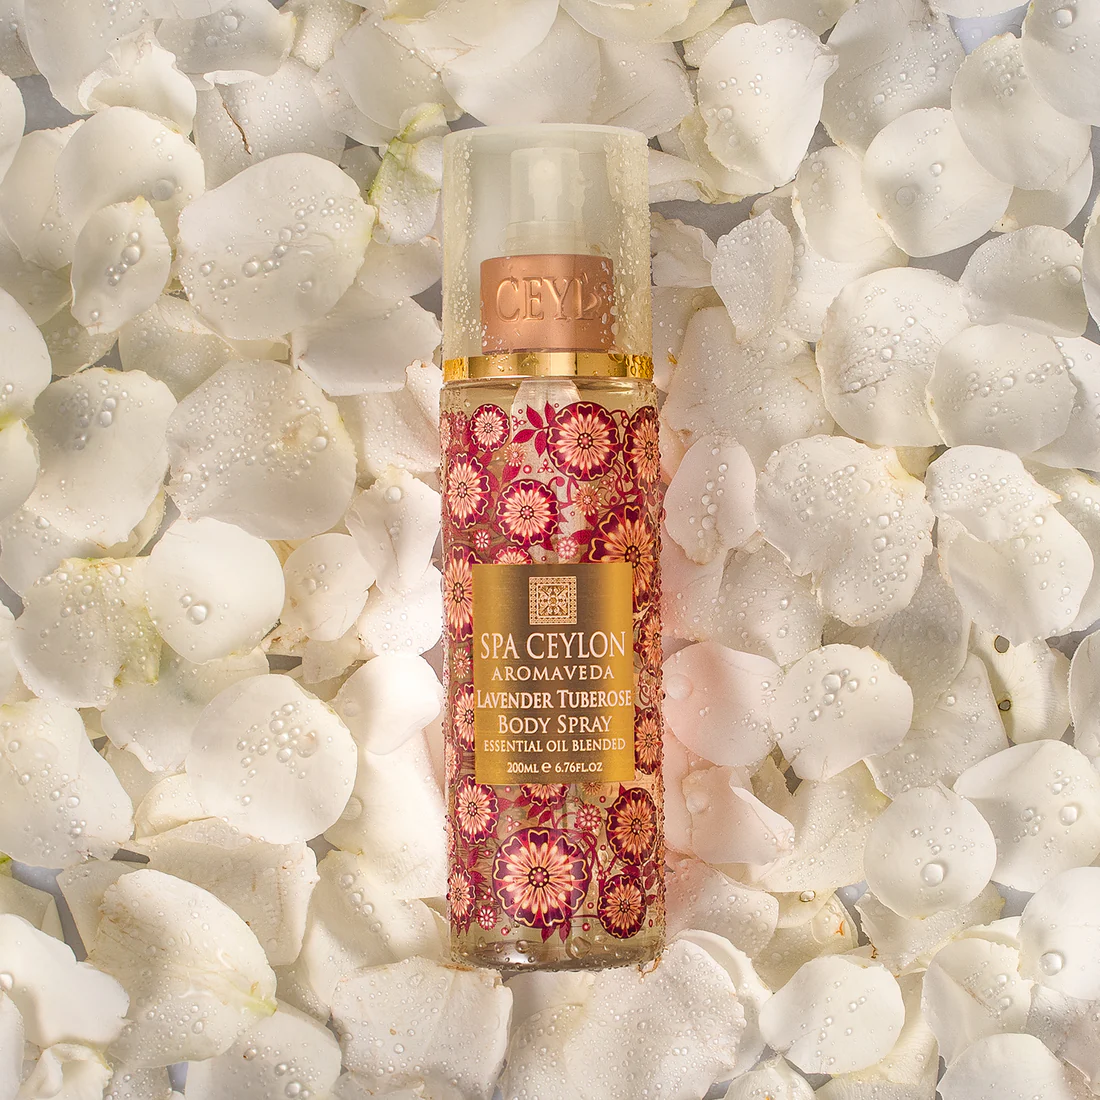 CEYL
SPA CEYLON
AROMAVEDA
LAVENDER TUBEROSE
BODY SPRAY
ESSENTIAL OIL BLENDED
200ML e 6.76FL.OZ